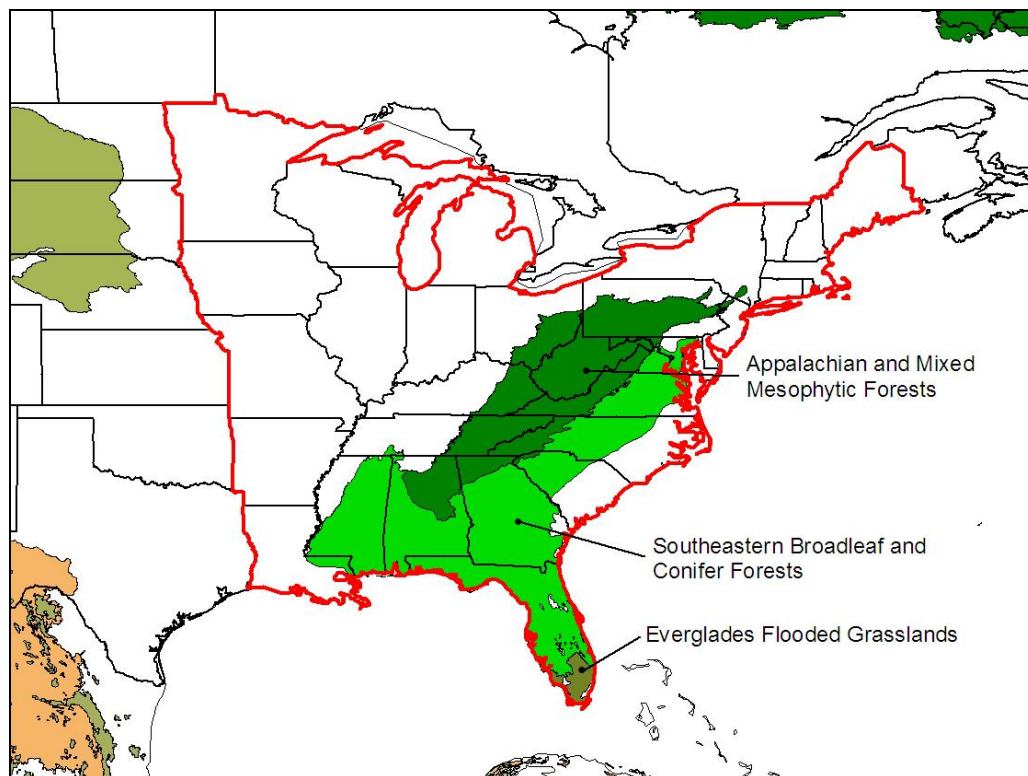 Appalachian and Mixed
Mesophytic Forests
Southeastern Broadleaf and
Conifer Forests
Everglades Flooded Grasslands